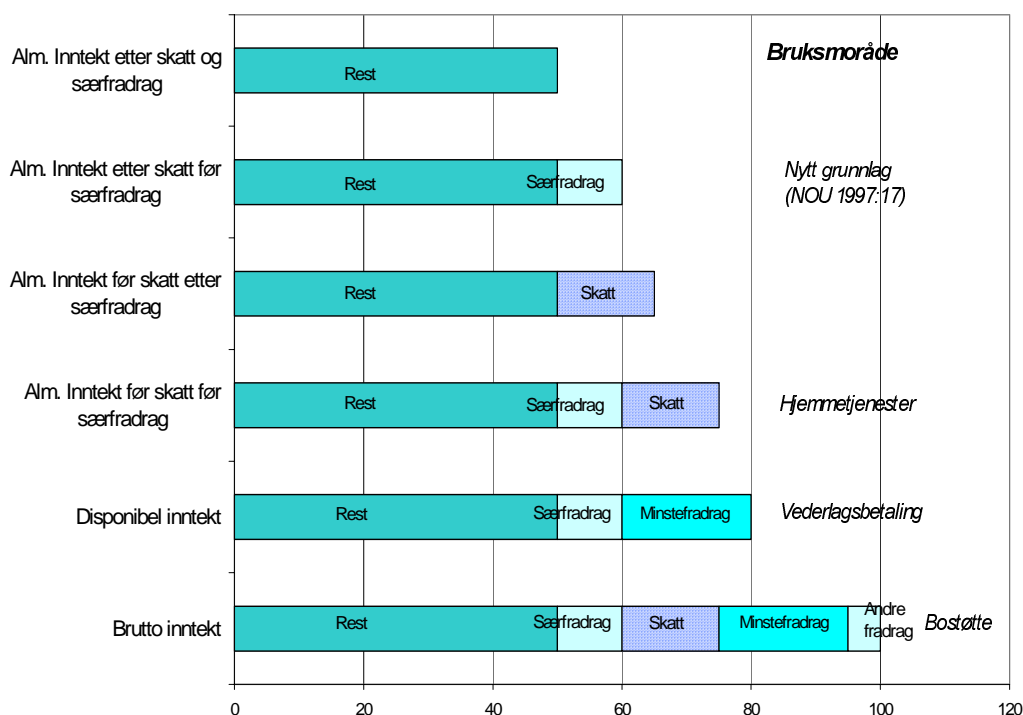 Alm. Inntekt etter skatt og
særfradrag
Rest
Bruksmoråde
Alm. Inntekt etter skatt før
særfradrag
Rest
Særfradrag
Nytt grunnlag
(NOU 1997:17)
Alm. Inntekt før skatt etter
særfradrag
Rest
Skatt
Alm. Inntekt før skatt før
særfradrag
Rest
Særfradrag
Skatt
Hjemmetjenester
Disponibel inntekt
Rest
Særfradrag
Minstefradrag
Vederlagsbetaling
Brutto inntekt
Rest
Særfradrag
Skatt
Minstefradrag
Andre
fradrag
Bostøtte
0 20 40 60 80 100 120